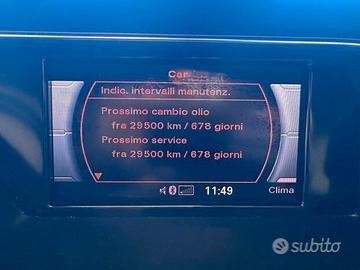 Car
Indic. intervalli manutenz.
Prossimo cambio olio
fra 29500 km / 678 giorni
Prossimo service
fra 29500 km / 678 giorni
11:49
Clima
subito